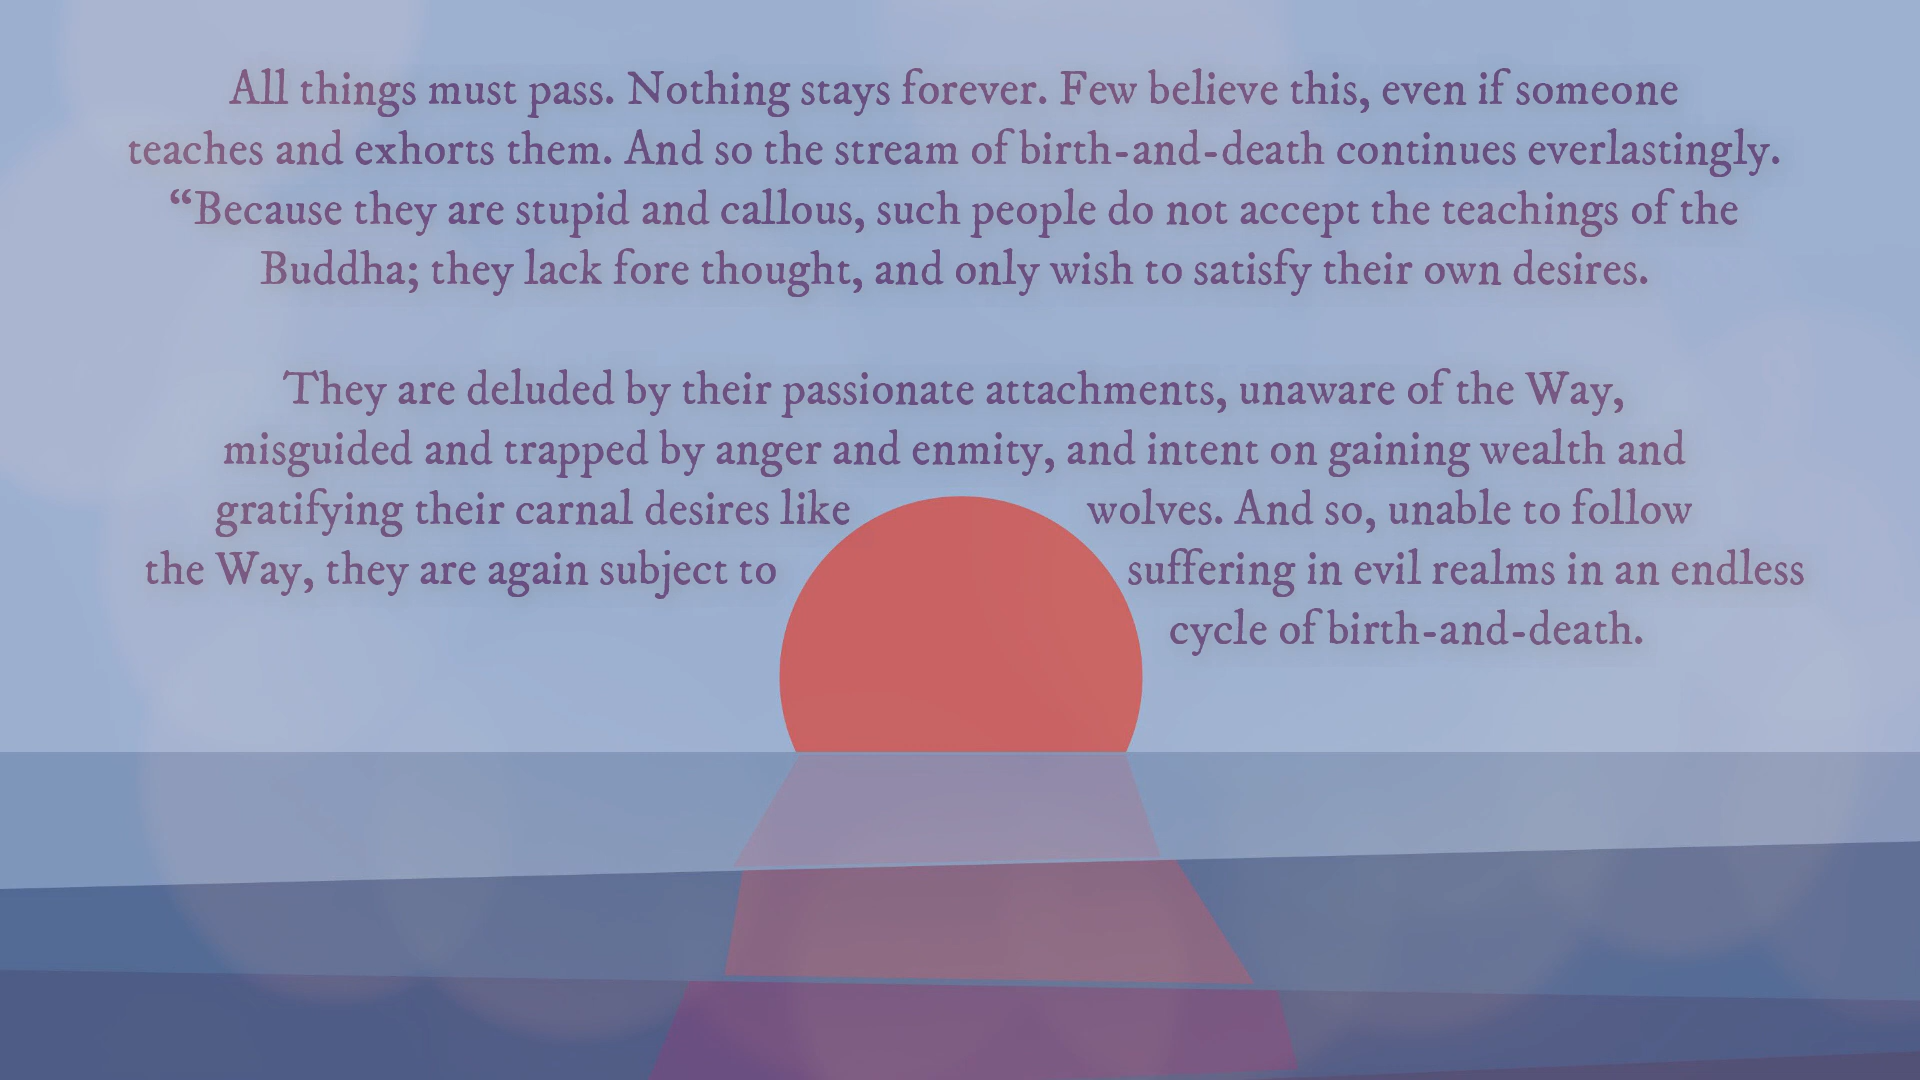 All things must pass. Nothing stays forever. Few believe this, even if someone
teaches and exhorts them. And so the stream of birth-and-death continues everlastingly.
“Because they are stupid and callous, such people do not accept the teachings of the
Buddha; they lack fore thought, and only wish to satisfy their own desires.
They are deluded by their passionate attachments, unaware of the Way,
misguided and trapped by anger and enmity, and intent on gaining wealth and
gratifying their carnal desires like wolves. And so, unable to follow
the Way, they are again subject to suffering in evil realms in an endless
cycle of birth-and-death.